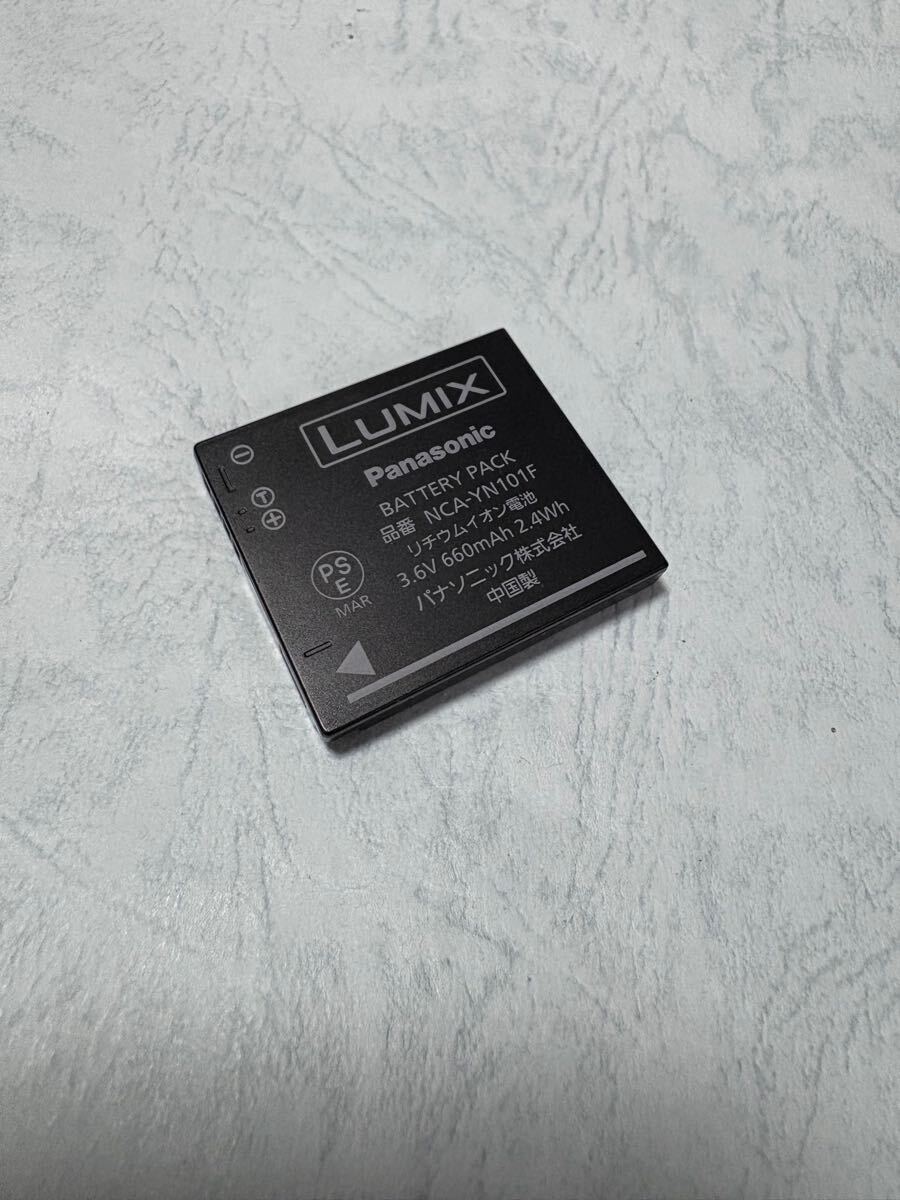 LUMIX
Panasonic
BATTERY PACK
品番 NCA-YN101F
リチウムイオン電池
3.6V 660mAh 2.4Wh
パナソニック株式会社
中国製
T
PS
E
MAR